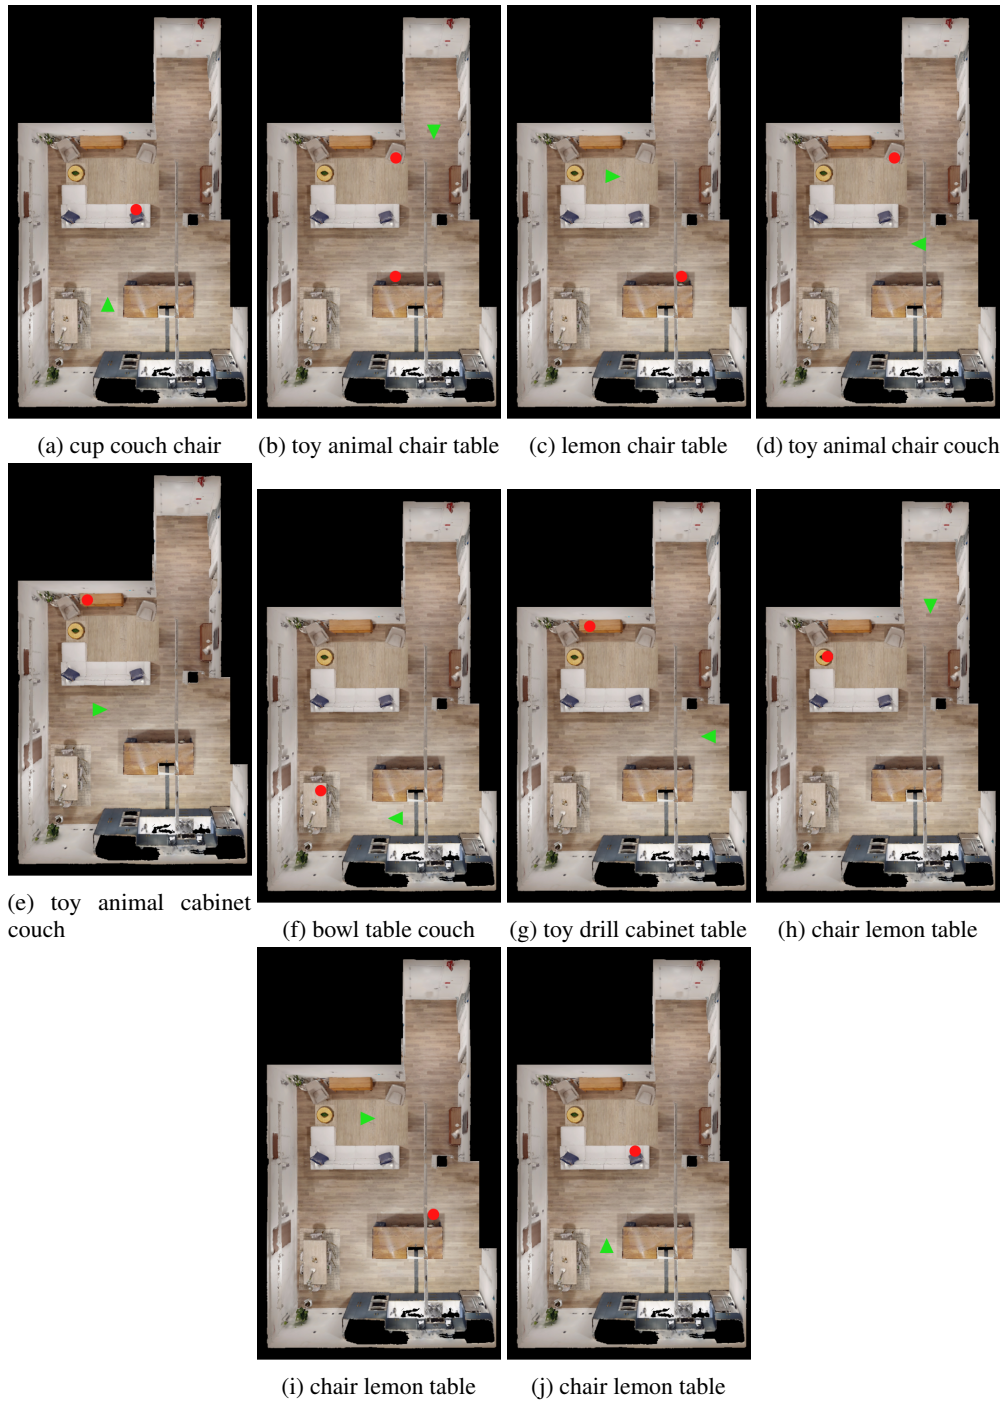 (a) cup couch chair
(b) toy animal chair table
(c) lemon chair table
(d) toy animal chair couch
(e) toy animal cabinet
couch
(f) bowl table couch
(g) toy drill cabinet table
(h) chair lemon table
(i) chair lemon table
(j) chair lemon table